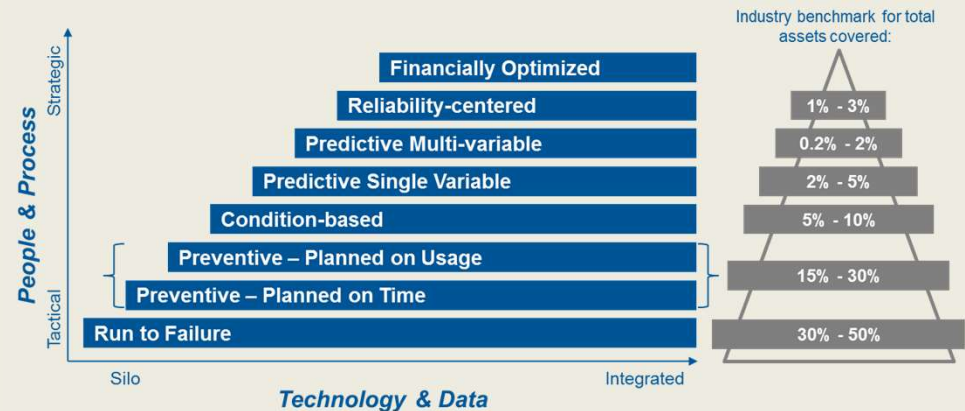 Industry benchmark for total
assets covered:
Strategic
People & Process
Tactical
Financially Optimized
Reliability-centered
1% - 3%
Predictive Multi-variable
0.2% - 2%
Predictive Single Variable
2% - 5%
Condition-based
5% - 10%
Preventive – Planned on Usage
15% - 30%
Preventive – Planned on Time
Run to Failure
30% - 50%
Silo
Integrated
Technology & Data